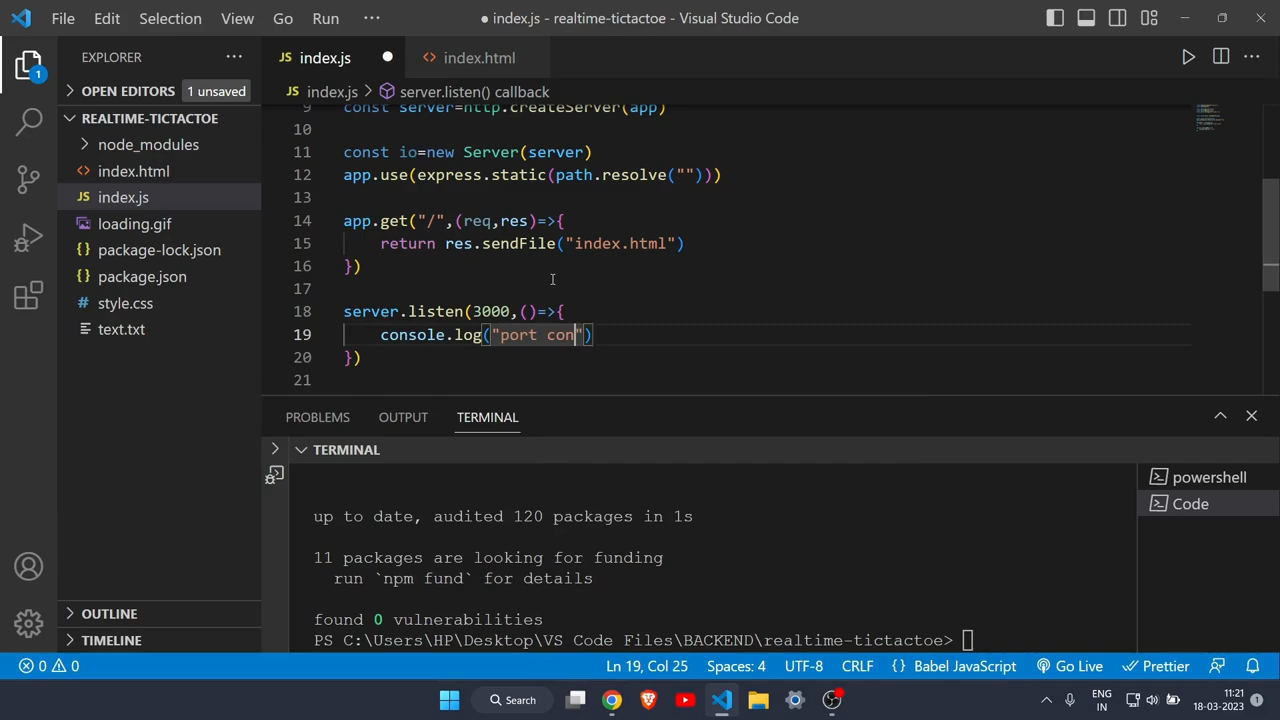 File Edit Selection View Go Run ··· ● index.js - realtime-tictactoe - Visual Studio Code
EXPLORER ···
JS index.js ● <> index.html
OPEN EDITORS 1 unsaved
JS index.js > server.listen() callback
REALTIME-TICTACTOE
node_modules
<> index.html
JS index.js
loading.gif
{} package-lock.json
{} package.json
# style.css
text.txt
OUTLINE
TIMELINE
1
9 const server=http.createServer(app)
10
11 const io=new Server(server)
12 app.use(express.static(path.resolve("")))
13
14 app.get("/",(req,res)=>{
15 return res.sendFile("index.html")
16 })
17
18 server.listen(3000,()=>{
19 console.log("port con")
20 })
21
PROBLEMS OUTPUT TERMINAL
TERMINAL
powershell
Code
up to date, audited 120 packages in 1s
11 packages are looking for funding
run `npm fund` for details
found 0 vulnerabilities
PS C:\Users\HP\Desktop\VS Code Files\BACKEND\realtime-tictactoe>
0 0 Ln 19, Col 25 Spaces: 4 UTF-8 CRLF {} Babel JavaScript Go Live Prettier
Search ENG IN 11:21 18-03-2023 1